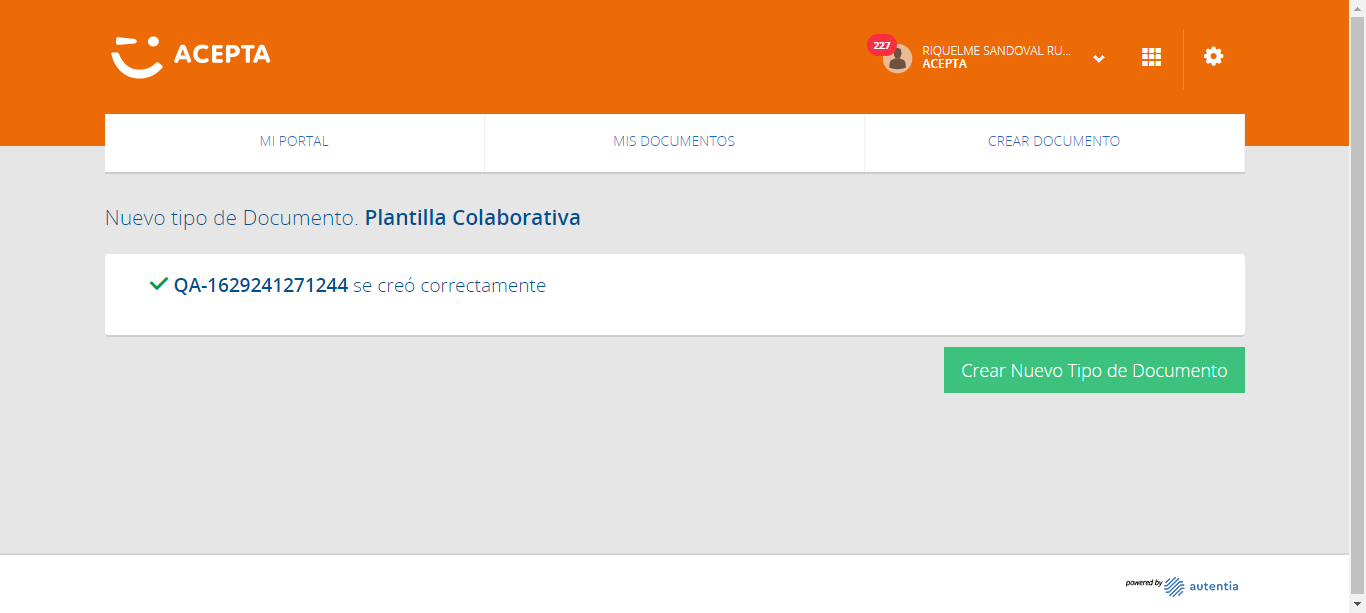 ACEPTA
227
RIQUELME SANDOVAL RU...
ACEPTA
MI PORTAL
MIS DOCUMENTOS
CREAR DOCUMENTO
Nuevo tipo de Documento. Plantilla Colaborativa
QA-1629241271244 se creó correctamente
Crear Nuevo Tipo de Documento
powered by autentia